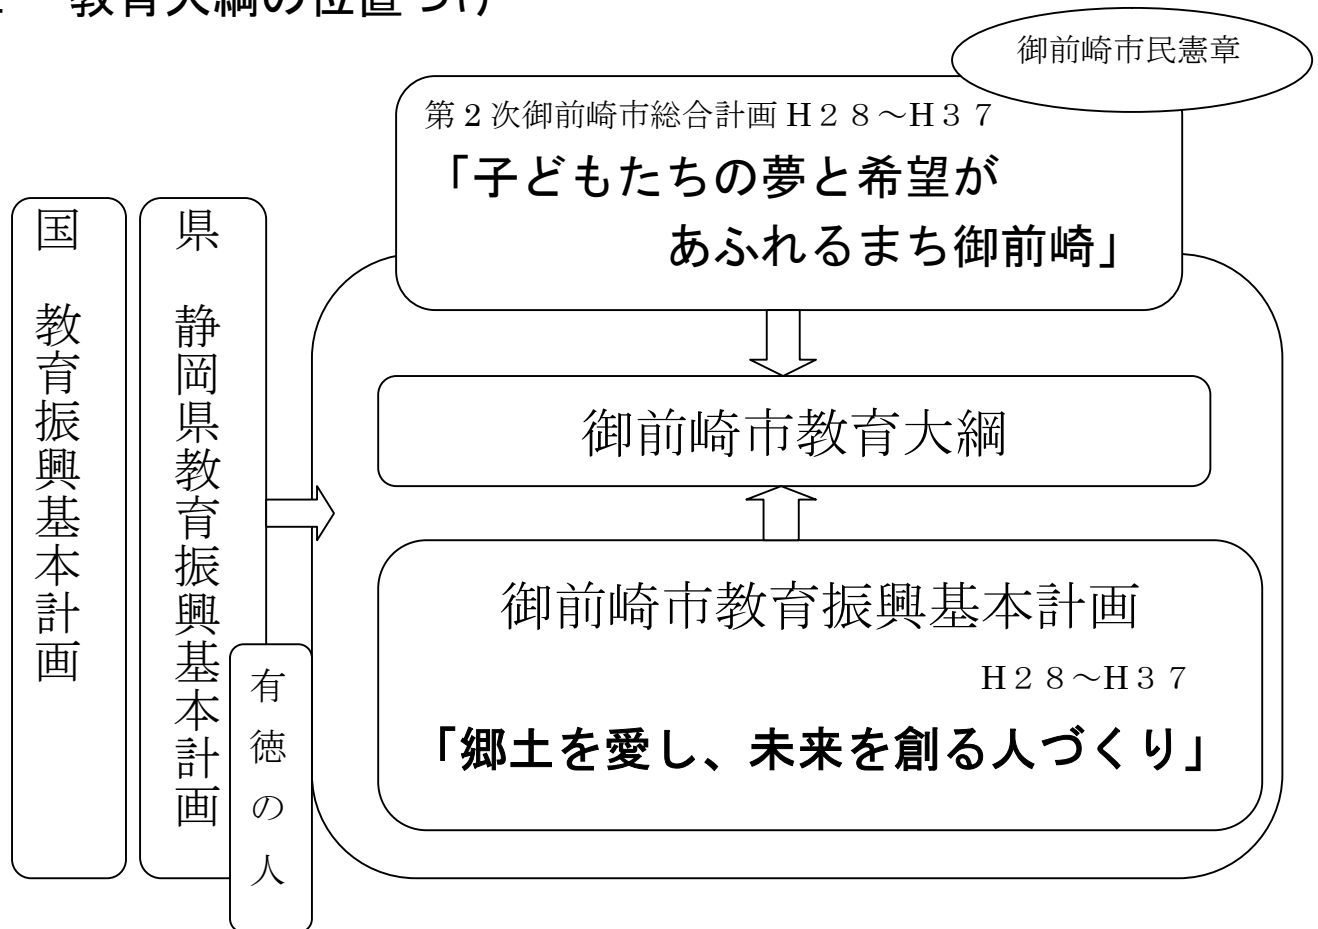 教育大綱の位置づけ
御前崎市民憲章
第2次御前崎市総合計画H28～H37
「子どもたちの夢と希望が
あふれるまち御前崎」
国　教育振興基本計画
県　静岡県教育振興基本計画
有徳の人
御前崎市教育大綱
御前崎市教育振興基本計画
H28～H37
「郷土を愛し、未来を創る人づくり」